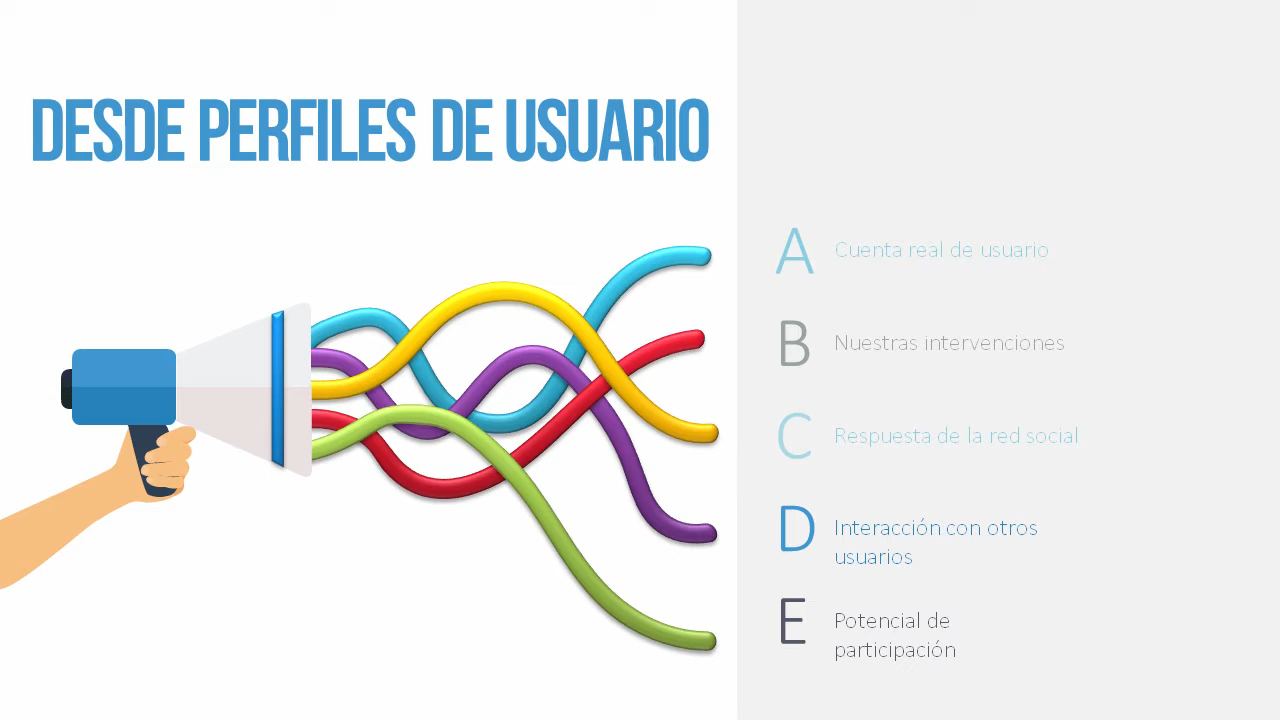 DESDE PERFILES DE USUARIO
A Cuenta real de usuario
B Nuestras intervenciones
C Respuesta de la red social
D Interacción con otros
usuarios
E Potencial de
participación